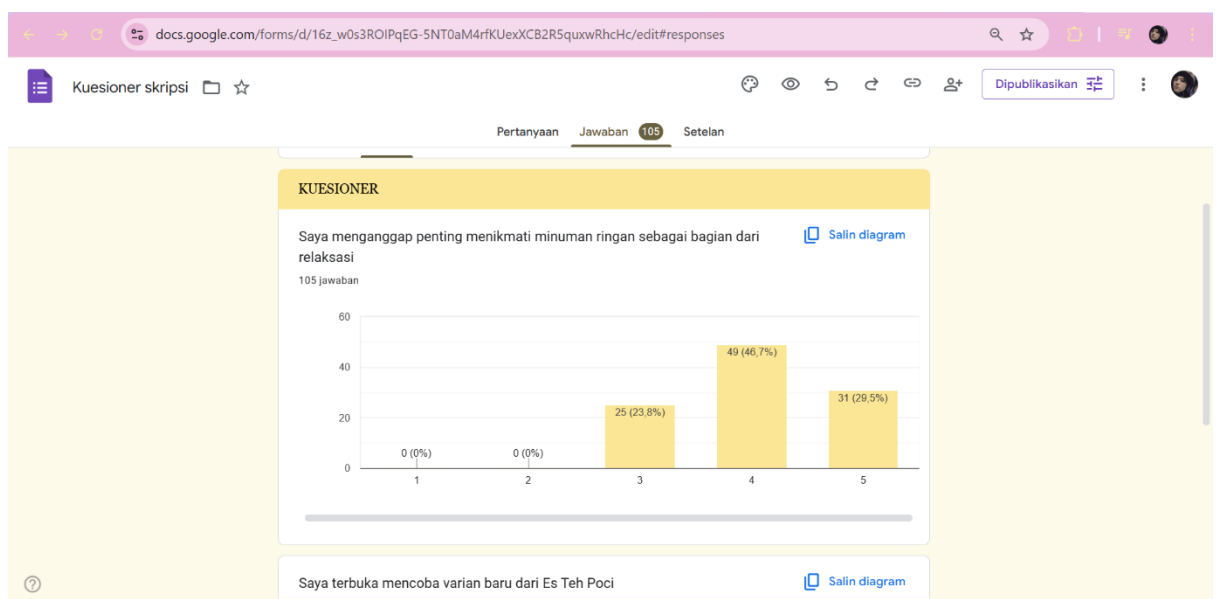 docs.google.com/forms/d/16z_w0s3ROIPqEG-5NT0aM4rfKUexXCB2R5quxwRhcHc/edit#responses
Kuesioner skripsi
Dipublikasikan
Pertanyaan Jawaban 105 Setelan
KUESIONER
Saya menganggap penting menikmati minuman ringan sebagai bagian dari
relaksasi
Salin diagram
105 jawaban
60
40
20
0
0 (0%)
0 (0%)
25 (23,8%)
49 (46,7%)
31 (29,5%)
1 2 3 4 5
Saya terbuka mencoba varian baru dari Es Teh Poci
Salin diagram